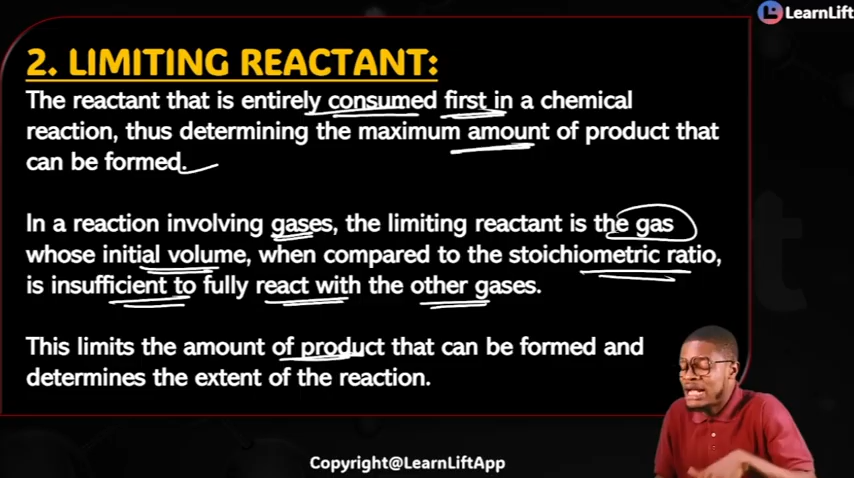 LearnLift
2. LIMITING REACTANT:
The reactant that is entirely consumed first in a chemical
reaction, thus determining the maximum amount of product that
can be formed.
In a reaction involving gases, the limiting reactant is the gas
whose initial volume, when compared to the stoichiometric ratio,
is insufficient to fully react with the other gases.
This limits the amount of product that can be formed and
determines the extent of the reaction.
Copyright@LearnLiftApp